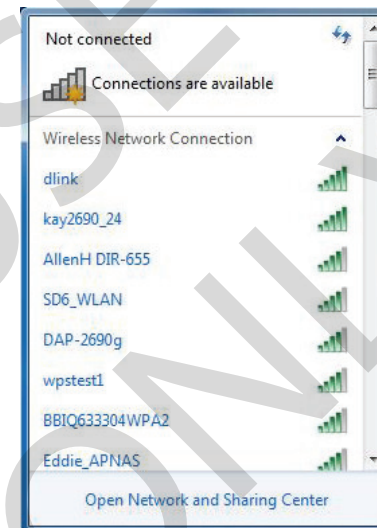 Not connected
Connections are available
Wireless Network Connection
dlink
kay2690_24
AllenH DIR-655
SD6_WLAN
DAP-2690g
wpstest1
BBIQ633304WPA2
Eddie_APNAS
Open Network and Sharing Center